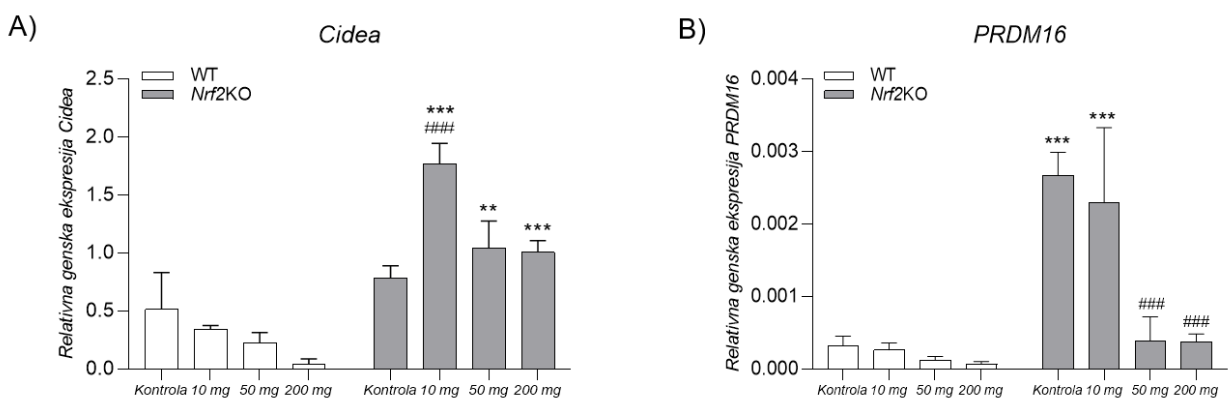 A)
Cidea
Relativna genska ekspresija Cidea
2.5
2.0
1.5
1.0
0.5
0.0
WT
Nrf2KO
***
###
**
***
Kontrola 10 mg 50 mg 200 mg
Kontrola 10 mg 50 mg 200 mg
B)
PRDM16
Relativna genska ekspresija PRDM16
0.004
0.003
0.002
0.001
0.000
WT
Nrf2KO
***
***
###
###
Kontrola 10 mg 50 mg 200 mg
Kontrola 10 mg 50 mg 200 mg